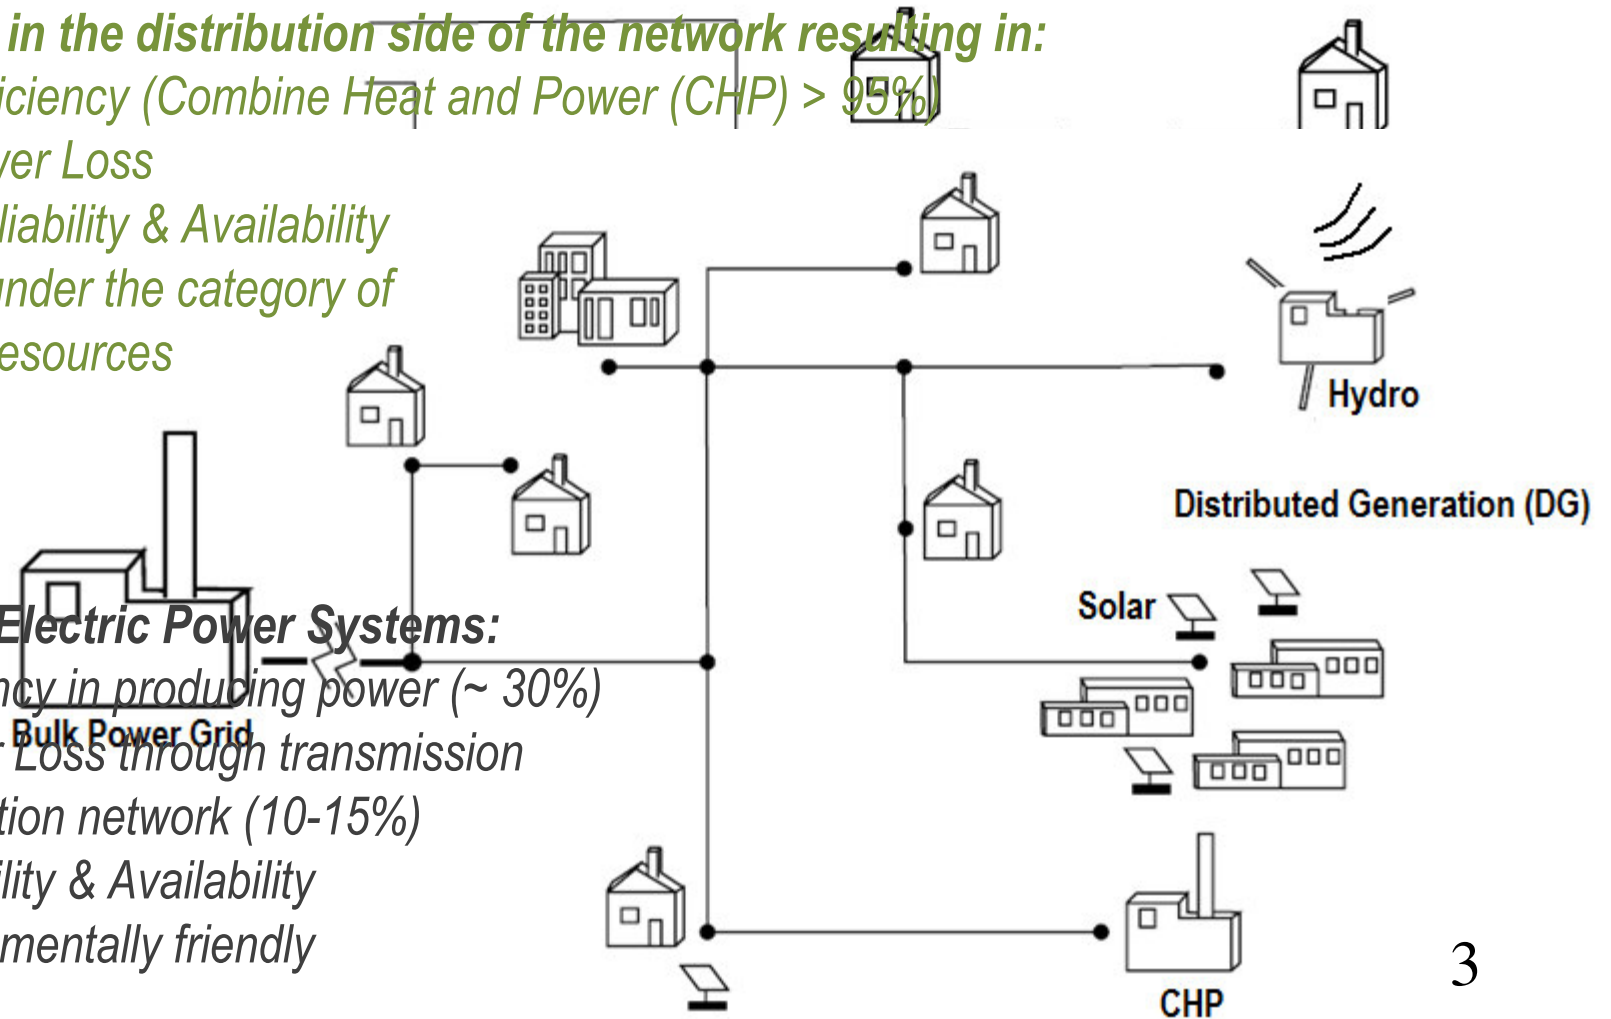 in the distribution side of the network resulting in:
iciency (Combine Heat and Power (CHP) > 95%)
ver Loss
liability & Availability
under the category of
esources
Hydro
Distributed Generation (DG)
Solar
Electric Power Systems:
ncy in producing power (~ 30%)
Bulk Power Grid
r Loss through transmission
tion network (10-15%)
ility & Availability
mentally friendly
3
CHP